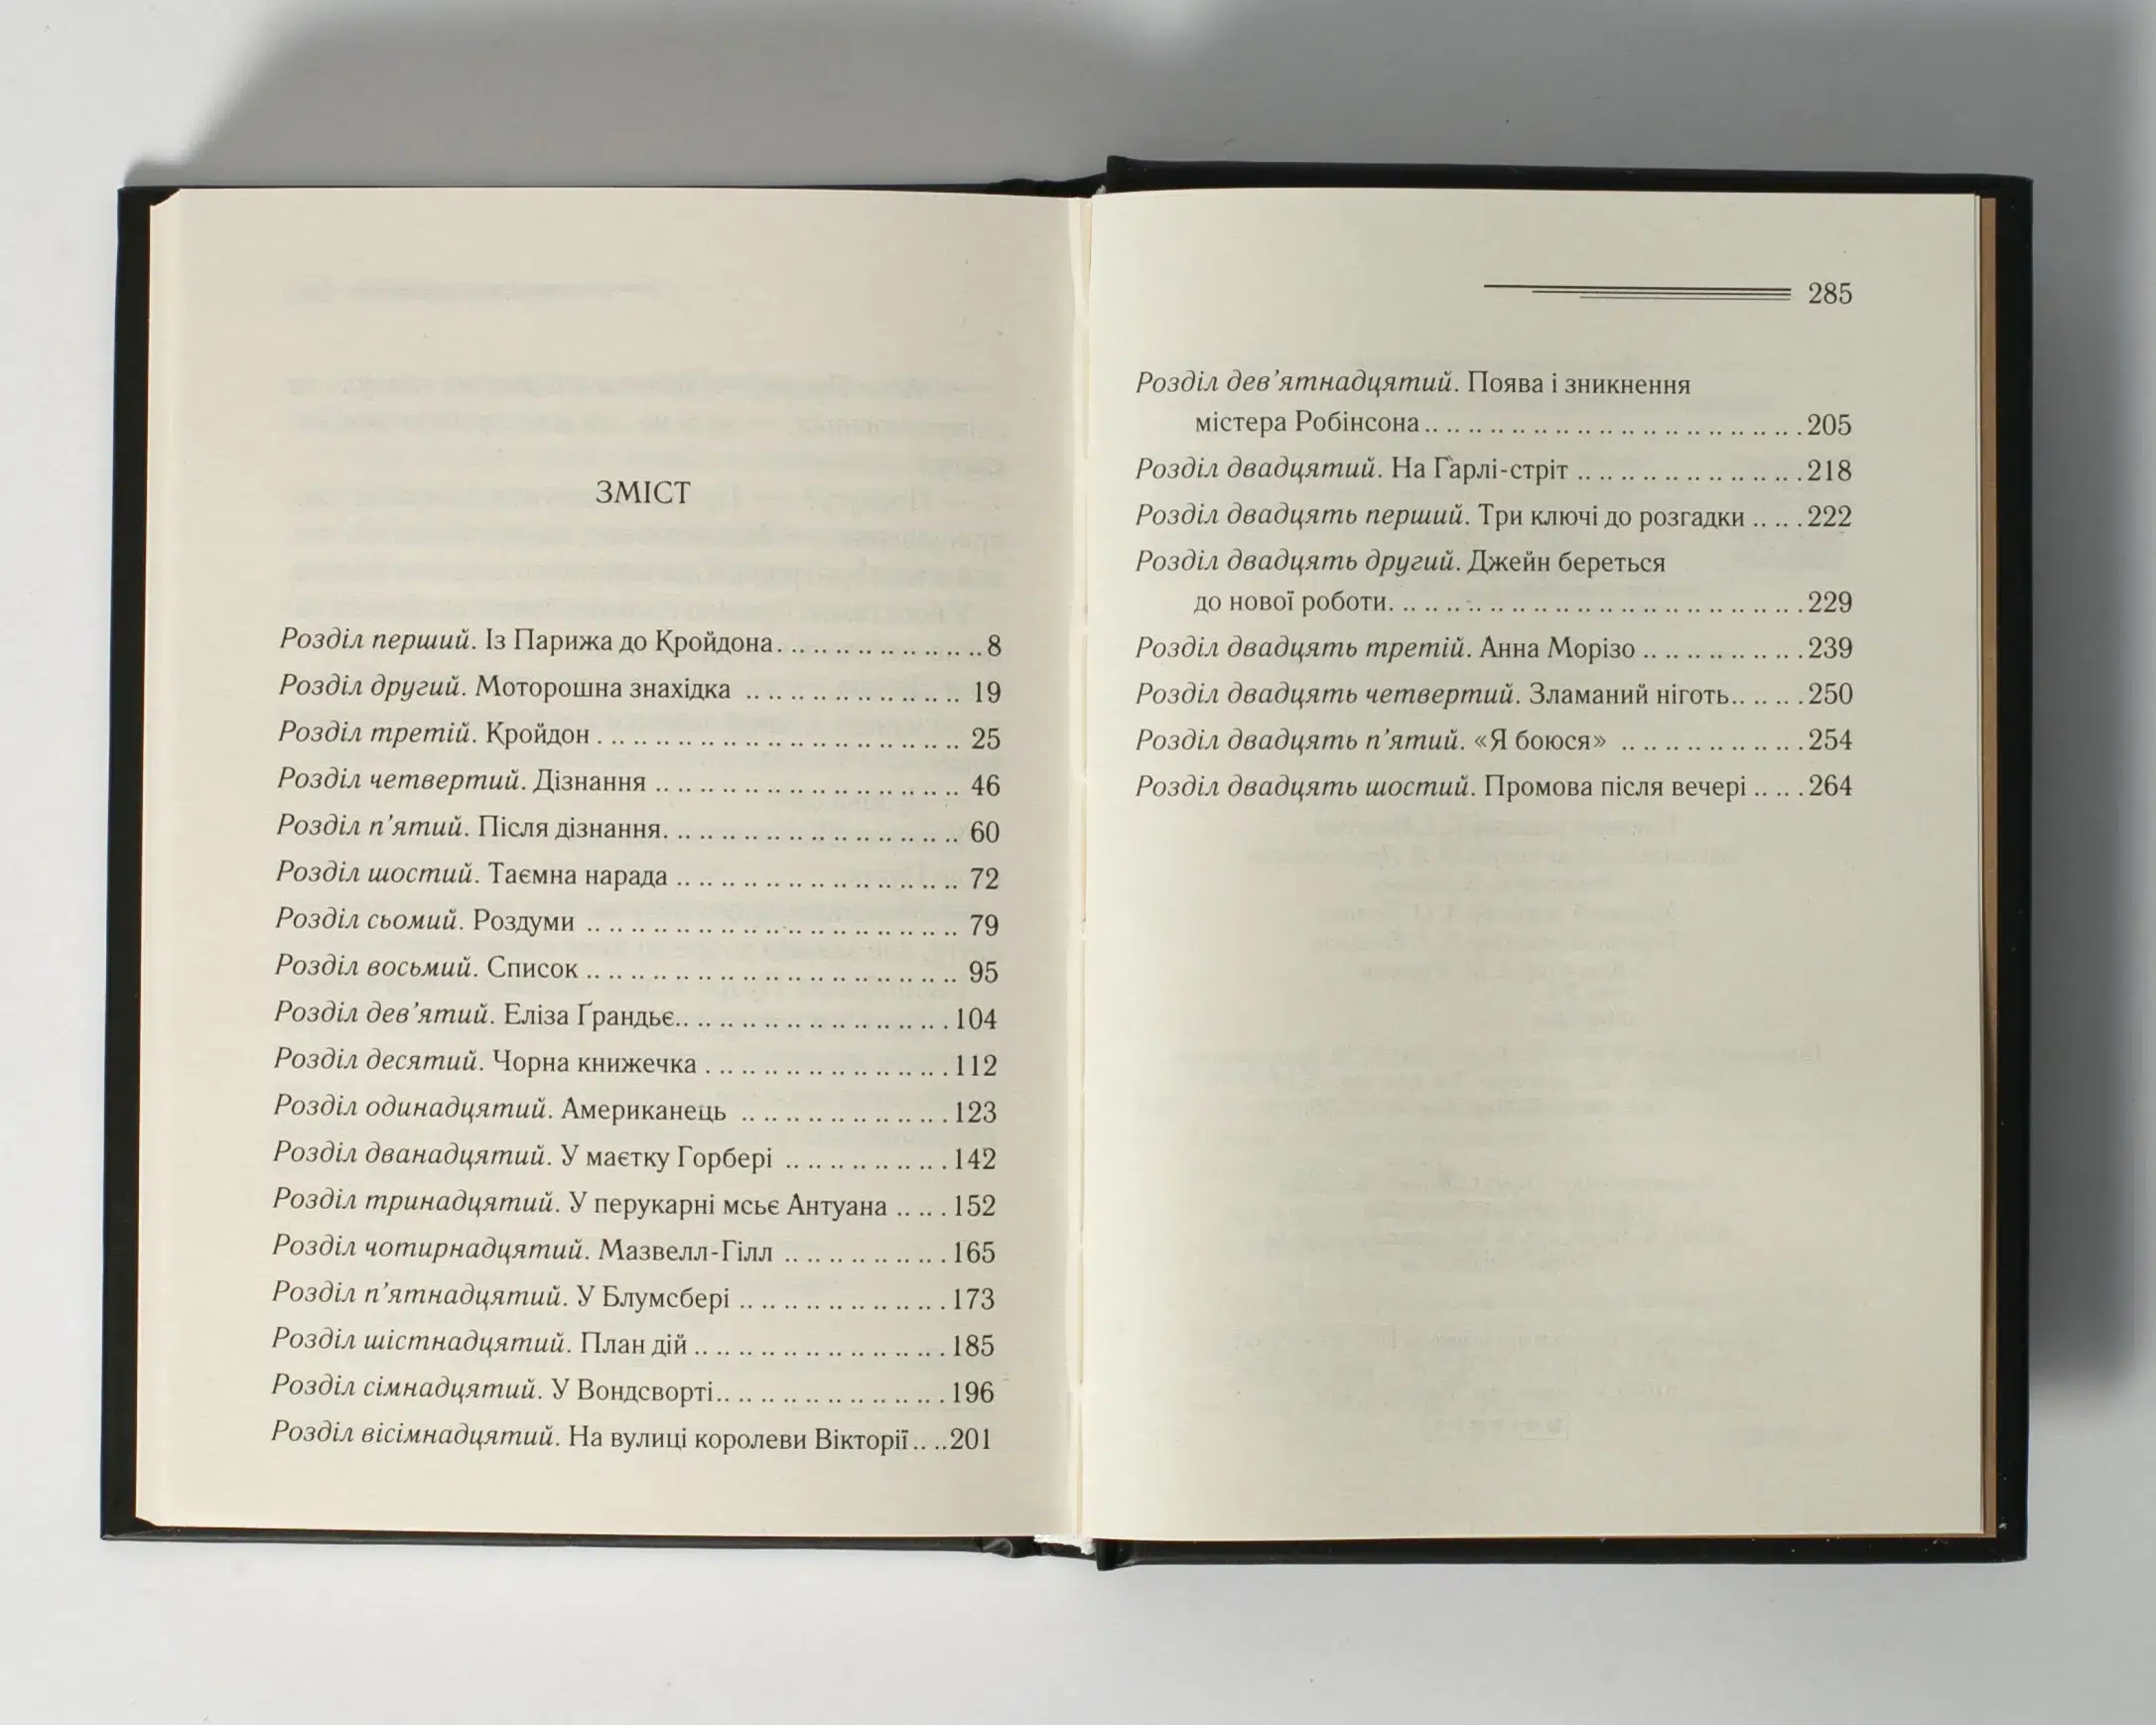 ЗМІСТ
Розділ перший. Із Парижа до Кройдона. .. .. .. .. .. .. .. .. .. ..8
Розділ другий. Моторошна знахідка .. .. .. .. .. .. .. .. .. .. 19
Розділ третій. Кройдон . .. .. .. .. .. .. .. .. .. .. .. .. .. .. .. .. .. 25
Розділ четвертий. Дізнання .. .. .. .. .. .. .. .. .. .. .. .. .. .. 46
Розділ п’ятий. Після дізнання. .. .. .. .. .. .. .. .. .. .. .. .. .. .. 60
Розділ шостий. Таємна нарада .. .. .. .. .. .. .. .. .. .. .. .. .. 72
Розділ сьомий. Роздуми .. .. .. .. .. .. .. .. .. .. .. .. .. .. .. .. .. 79
Розділ восьмий. Список .. .. .. .. .. .. .. .. .. .. .. .. .. .. .. .. .. 95
Розділ дев’ятий. Еліза Ґрандьє.. .. .. .. .. .. .. .. .. .. .. .. . 104
Розділ десятий. Чорна книжечка . .. .. .. .. .. .. .. .. .. .. . 112
Розділ одинадцятий. Американець .. .. .. .. .. .. .. .. .. . 123
Розділ дванадцятий. У маєтку Горбері .. .. .. .. .. .. .. . 142
Розділ тринадцятий. У перукарні мсьє Антуана .. .. . 152
Розділ чотирнадцятий. Мазвелл-Гілл .. .. .. .. .. .. .. . 165
Розділ п’ятнадцятий. У Блумсбері .. .. .. .. .. .. .. .. .. . 173
Розділ шістнадцятий. План дій .. .. .. .. .. .. .. .. .. .. .. . 185
Розділ сімнадцятий. У Вондсворті.. .. .. .. .. .. .. .. .. .. . 196
Розділ вісімнадцятий. На вулиці королеви Вікторії.. ..201
285
Розділ дев’ятнадцятий. Поява і зникнення
містера Робінсона .. .. .. .. .. .. .. .. .. .. .. .. .. .. .. .. .. . 205
Розділ двадцятий. На Гарлі-стріт .. .. .. .. .. .. .. .. .. .. . 218
Розділ двадцять перший. Три ключі до розгадки .. .. . 222
Розділ двадцять другий. Джейн береться
до нової роботи. .. .. .. .. .. .. .. .. .. .. .. .. .. .. .. .. .. .. . 229
Розділ двадцять третій. Анна Морізо .. .. .. .. .. .. .. . 239
Розділ двадцять четвертий. Зламаний ніготь.. .. .. . 250
Розділ двадцять п’ятий. «Я боюся» .. .. .. .. .. .. .. .. . 254
Розділ двадцять шостий. Промова після вечері .. .. . 264